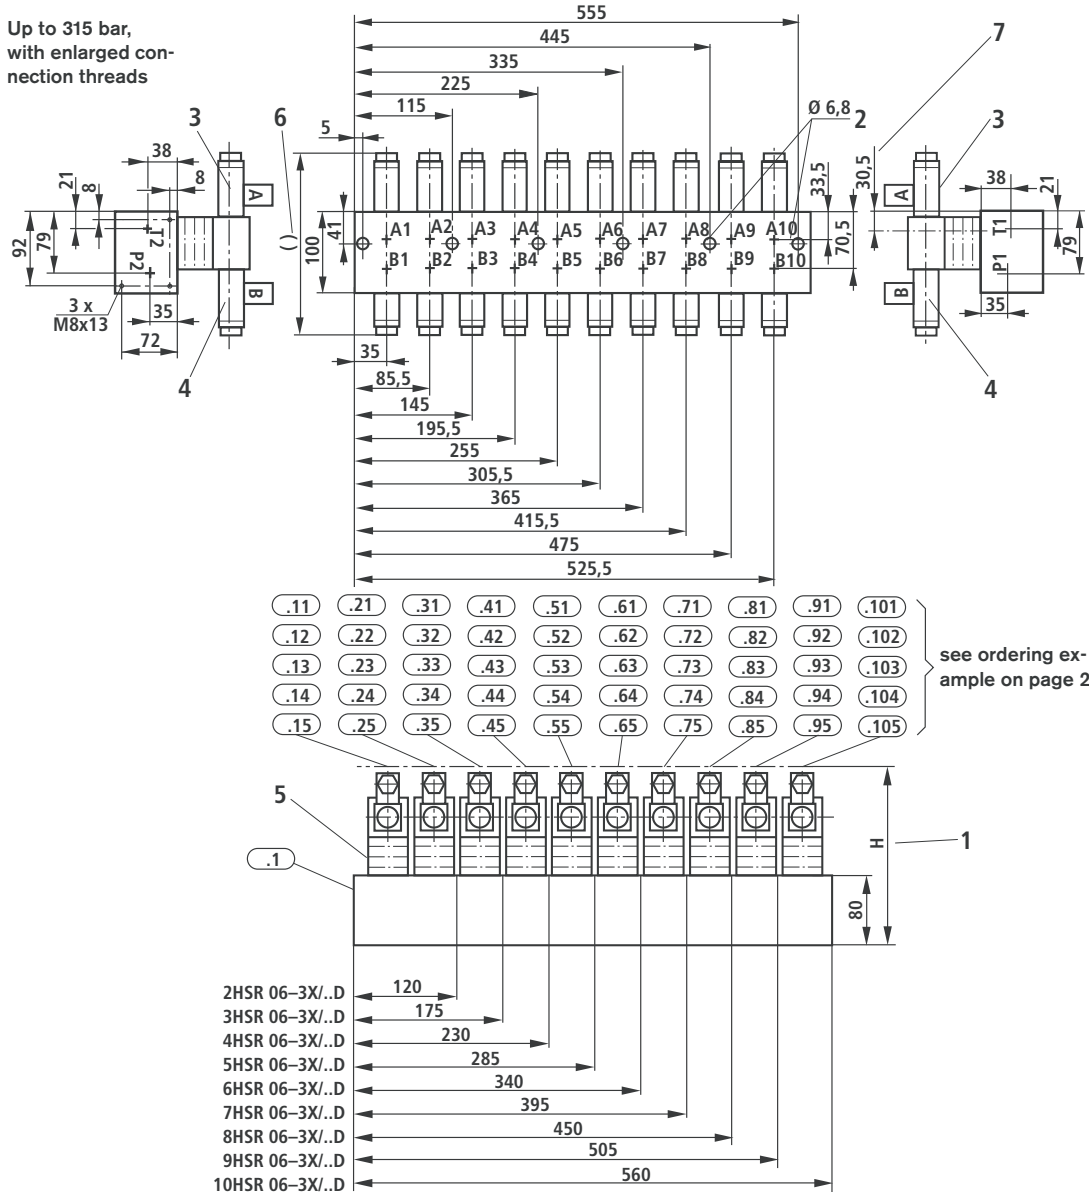 Up to 315 bar,
with enlarged con-
nection threads
555
445
335
225
115
5
6
7
Ø 6,8
2
3
3
38
8
21
8
92
79
T2
P2
A
B
3 x
M8x13
35
72
4
( )
41
100
A1 A2 A3 A4 A5 A6 A7 A8 A9 A10
B1 B2 B3 B4 B5 B6 B7 B8 B9 B10
33,5
70,5
30,5
38
21
A
B
T1
P1
79
35
4
35
85,5
145
195,5
255
305,5
365
415,5
475
525,5
.11 .21 .31 .41 .51 .61 .71 .81 .91 .101
.12 .22 .32 .42 .52 .62 .72 .82 .92 .102
.13 .23 .33 .43 .53 .63 .73 .83 .93 .103
.14 .24 .34 .44 .54 .64 .74 .84 .94 .104
.15 .25 .35 .45 .55 .65 .75 .85 .95 .105
see ordering ex-
ample on page 2
5
.1
H
1
80
2HSR 06–3X/..D 120
3HSR 06–3X/..D 175
4HSR 06–3X/..D 230
5HSR 06–3X/..D 285
6HSR 06–3X/..D 340
7HSR 06–3X/..D 395
8HSR 06–3X/..D 450
9HSR 06–3X/..D 505
10HSR 06–3X/..D 560